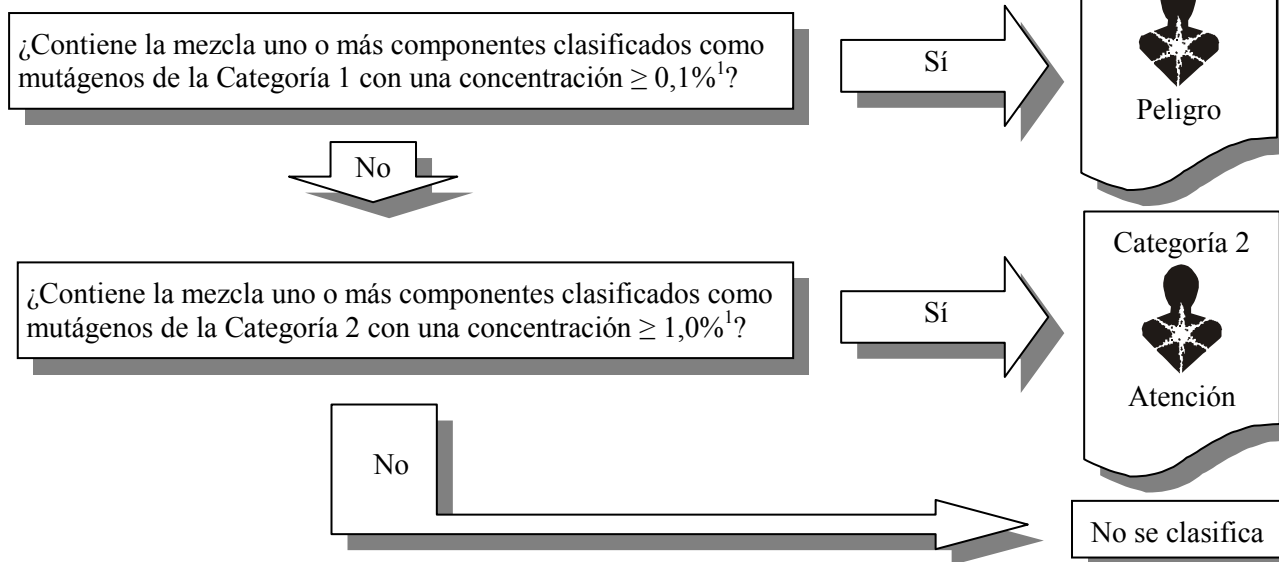 ¿Contiene la mezcla uno o más componentes clasificados como
mutágenos de la Categoría 1 con una concentración ≥ 0,1%¹?
Sí
Peligro
No
¿Contiene la mezcla uno o más componentes clasificados como
mutágenos de la Categoría 2 con una concentración ≥ 1,0%¹?
Sí
Categoría 2
Atención
No
No se clasifica